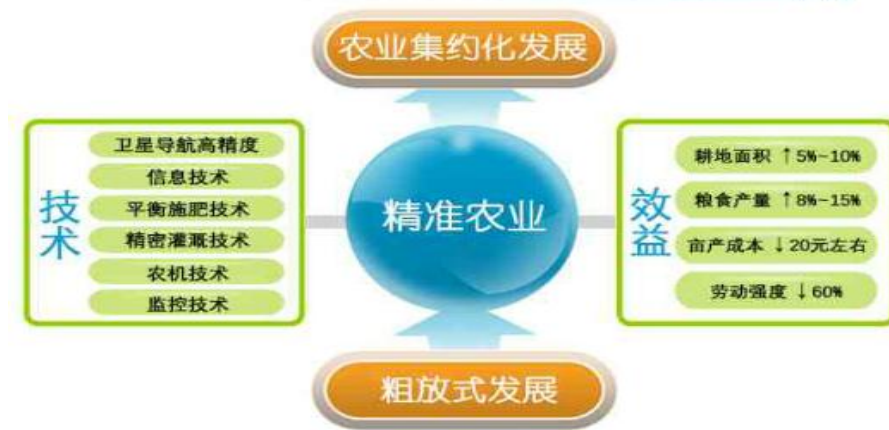 农业集约化发展
技术
卫星导航高精度
信息技术
平衡施肥技术
精密灌溉技术
农机技术
监控技术
精准农业
效益
耕地面积 ↑5%~10%
粮食产量 ↑8%~15%
亩产成本 ↓20元左右
劳动强度 ↓60%
粗放式发展